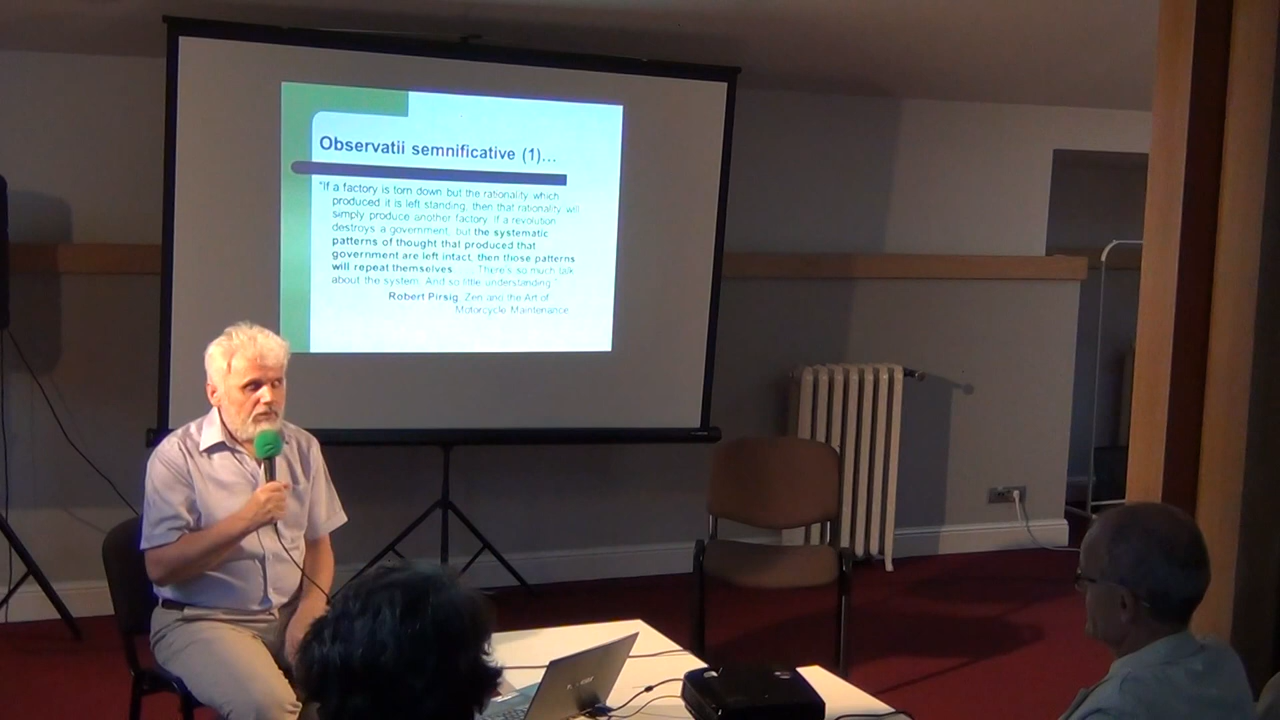 Observatii semnificative (1)...
"If a factory is torn down but the rationality which
produced it is left standing, then that rationality will
simply produce another factory. If a revolution
destroys a government, but the systematic
patterns of thought that produced that
government are left intact, then those patterns
will repeat themselves .... There's so much talk
about the system. And so little understanding."
Robert Pirsig, Zen and the Art of
Motorcycle Maintenance